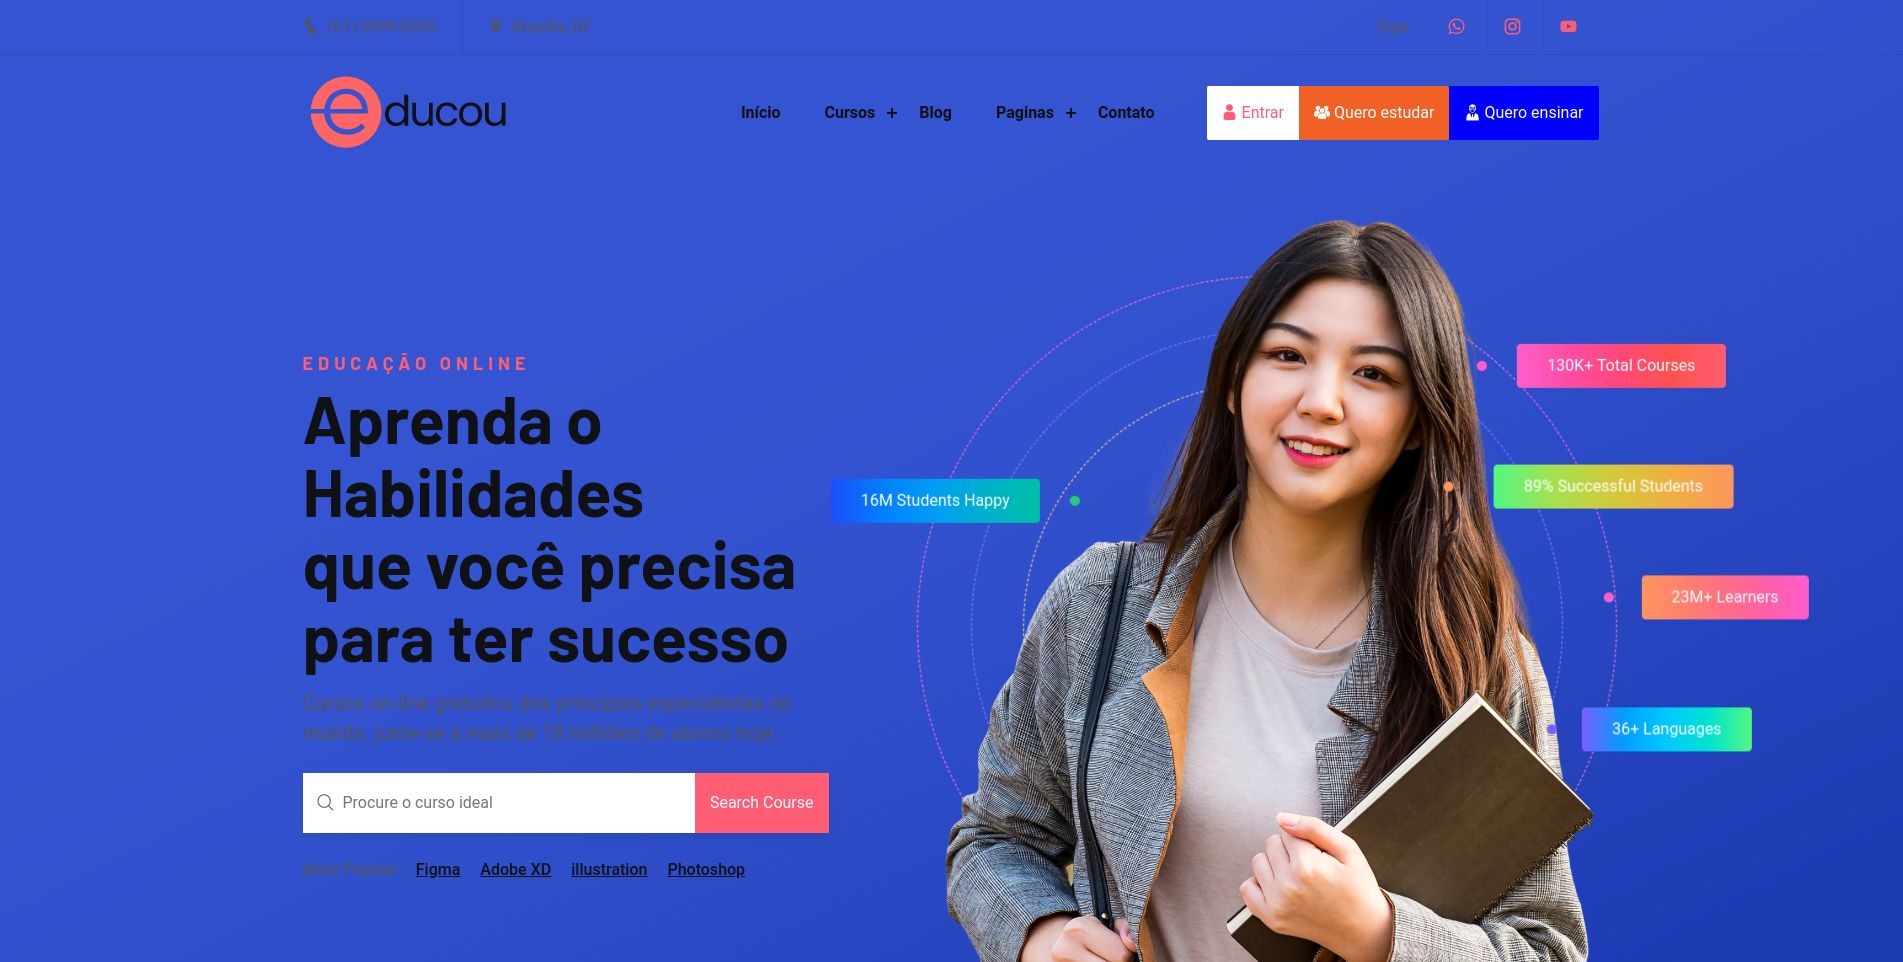 (61) 9999-0000
Brasília, DF
Siga
educou
Início
Cursos +
Blog
Paginas +
Contato
Entrar
Quero estudar
Quero ensinar
EDUCAÇÃO ONLINE
Aprenda o
Habilidades
que você precisa
para ter sucesso
Cursos on-line gratuitos dos principais especialistas do
mundo. junte-se a mais de 18 milhões de alunos hoje.
Procure o curso ideal
Search Course
Most Popular
Figma
Adobe XD
illustration
Photoshop
130K+ Total Courses
16M Students Happy
89% Successful Students
23M+ Learners
36+ Languages